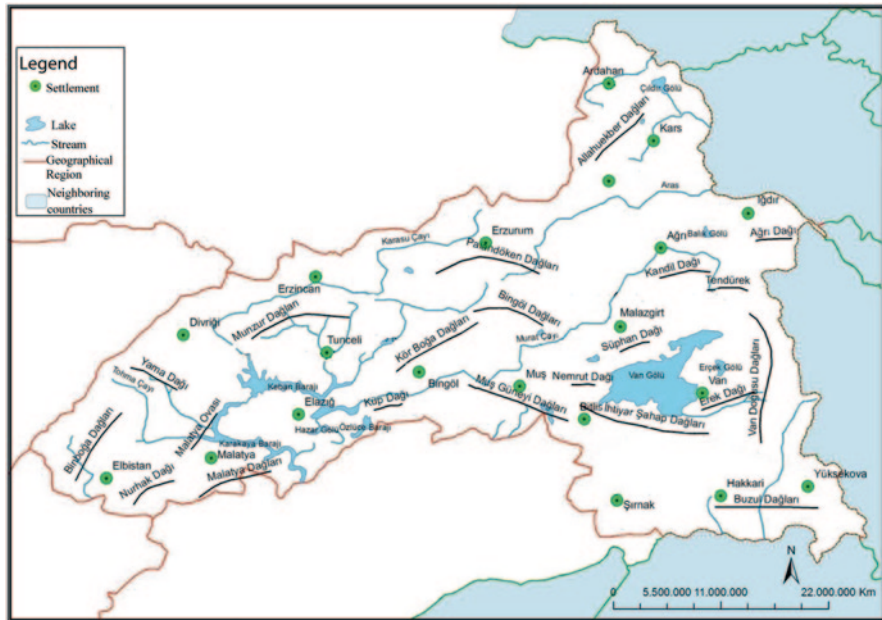 Legend
Settlement
Lake
Stream
Geographical
Region
Neighboring
countries
Ardahan
Çıldır Gölü
Allahuekber Dağları
Kars
Aras
Iğdır
Erzunım
Karasu Çayı
Palandöken Dağları
Ağrı
Balık Gölü
Ağrı Dağı
Kandil Dağı
Tendürek
Erzincan
Divriği
Munzur Dağları
Tunceli
Bingöl Dağları
Kör Boğa Dağları
Malazgirt
Murat Çayı
Süphan Dağı
Yama Dağı
Tohma Çayı
Keban Barajı
Bingöl
Muş
Nemrut Dağı
Van Gölü
Erçek Gölü
Van
Erek Dağı
Van Doğusu Dağları
Kup Dağı
Muş Güneyi Dağları
Elazığ
Hazar Gölü
Özlüce Barajı
Bitlis
İhtiyar Şahap Dağları
Malatya Ovası
Binboğa Dağları
Karakaya Barajı
Malatya
Elbistan
Nurhak Dağı
Malatya Dağları
Şırnak
Hakkari
Yüksekova
Buzul Dağları
N
0 5.500.000 11.000.000 22.000.000 Km